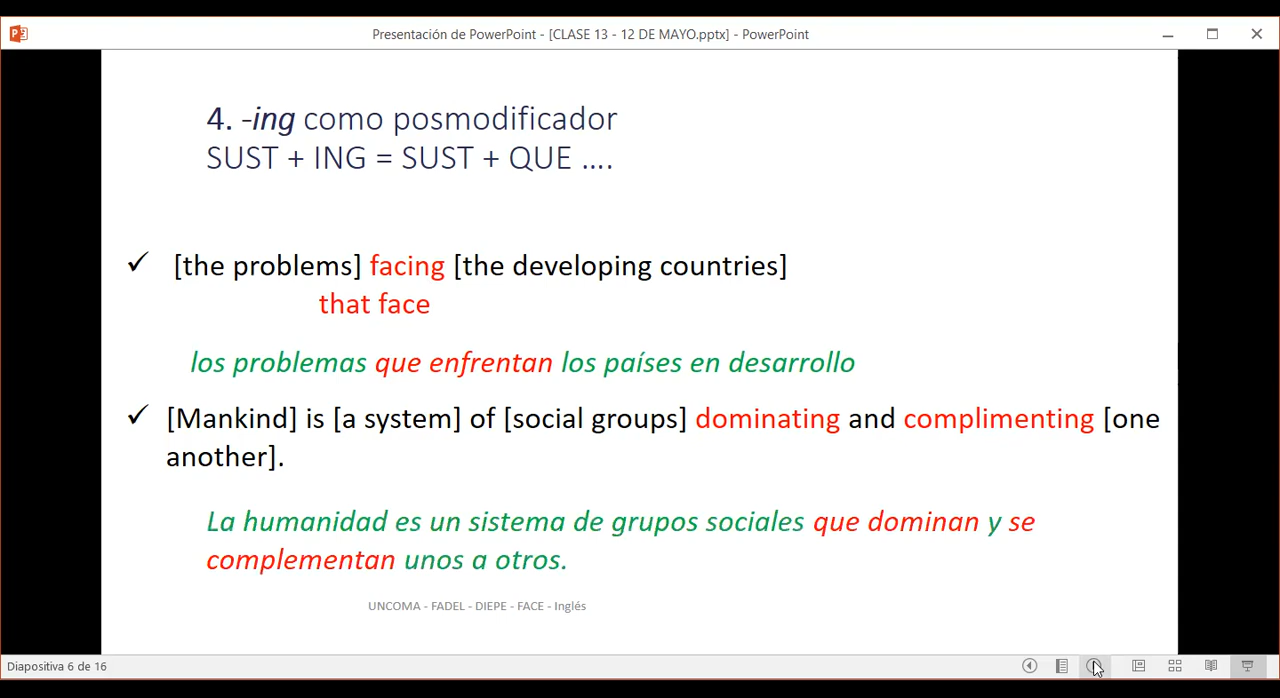 Presentación de PowerPoint - [CLASE 13 - 12 DE MAYO.pptx] - PowerPoint
4. -ing como posmodificador
SUST + ING = SUST + QUE ....
✓ [the problems] facing [the developing countries]
that face
los problemas que enfrentan los países en desarrollo
✓ [Mankind] is [a system] of [social groups] dominating and complimenting [one
another].
La humanidad es un sistema de grupos sociales que dominan y se
complementan unos a otros.
UNCOMA - FADEL - DIEPE - FACE - Inglés
Diapositiva 6 de 16